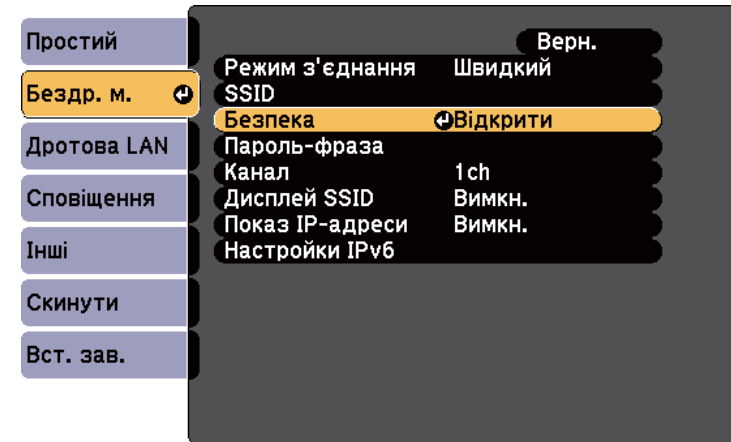 Простий
Бездр. м.
Дротова LAN
Сповіщення
Інші
Скинути
Вст. зав.
Верн.
Режим з'єднання Швидкий
SSID
Безпека Відкрити
Пароль-фраза
Канал 1ch
Дисплей SSID Вимкн.
Показ IP-адреси Вимкн.
Настройки IPv6